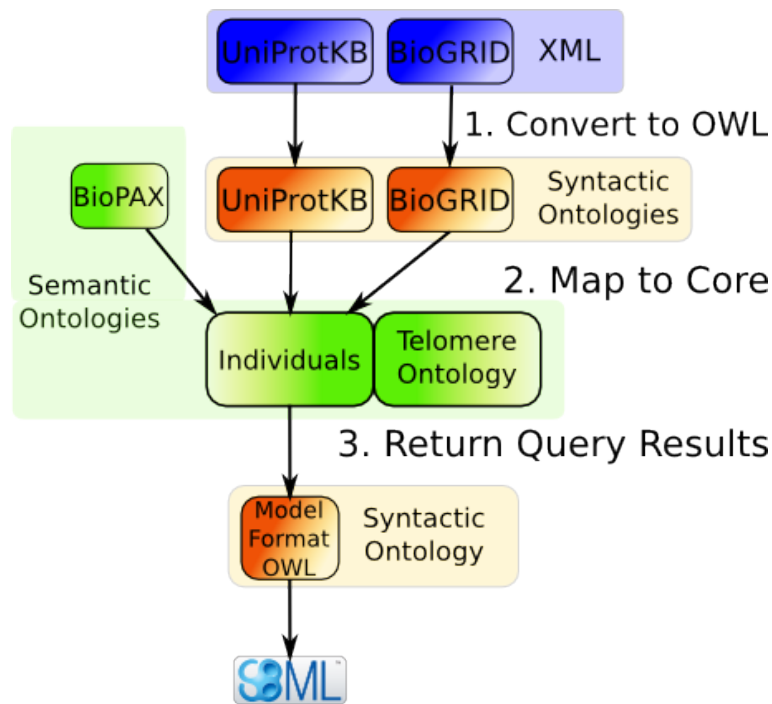 UniProtKB
BioGRID
XML
1. Convert to OWL
BioPAX
UniProtKB
BioGRID
Syntactic
Ontologies
2. Map to Core
Semantic
Ontologies
Individuals
Telomere
Ontology
3. Return Query Results
Model
Format
OWL
Syntactic
Ontology
SBML™